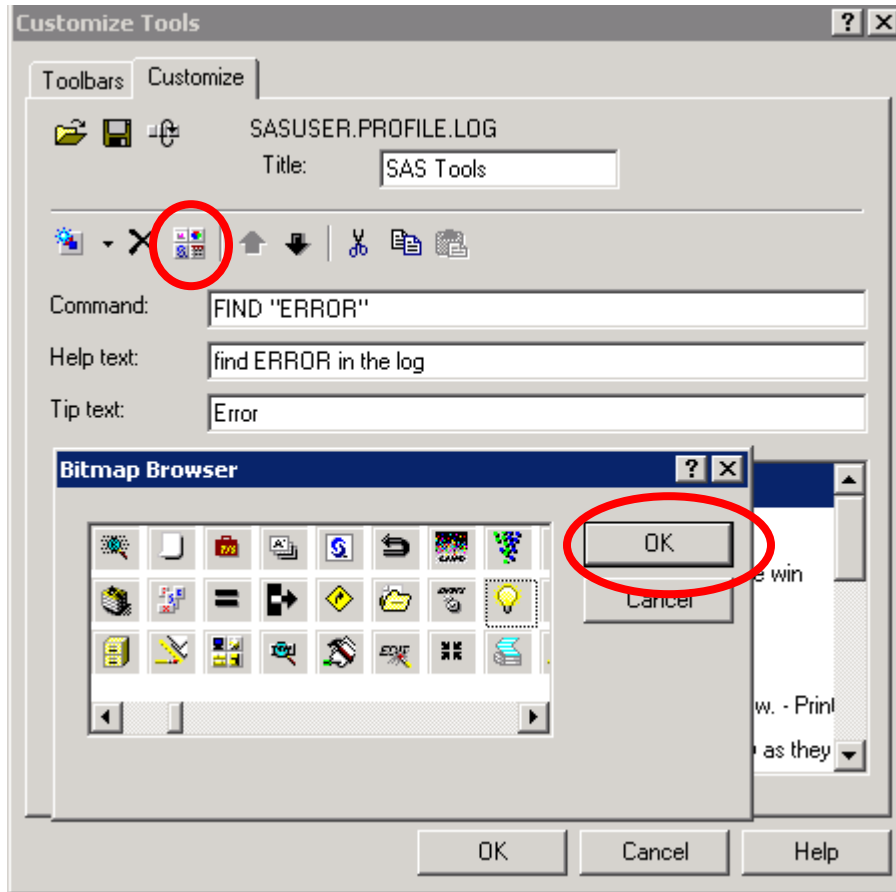 Customize Tools
Toolbars Customize
SASUSER.PROFILE.LOG
Title: SAS Tools
Command: FIND "ERROR"
Help text: find ERROR in the log
Tip text: Error
Bitmap Browser
OK
Cancel
e win
w. - Print
as they
OK Cancel Help